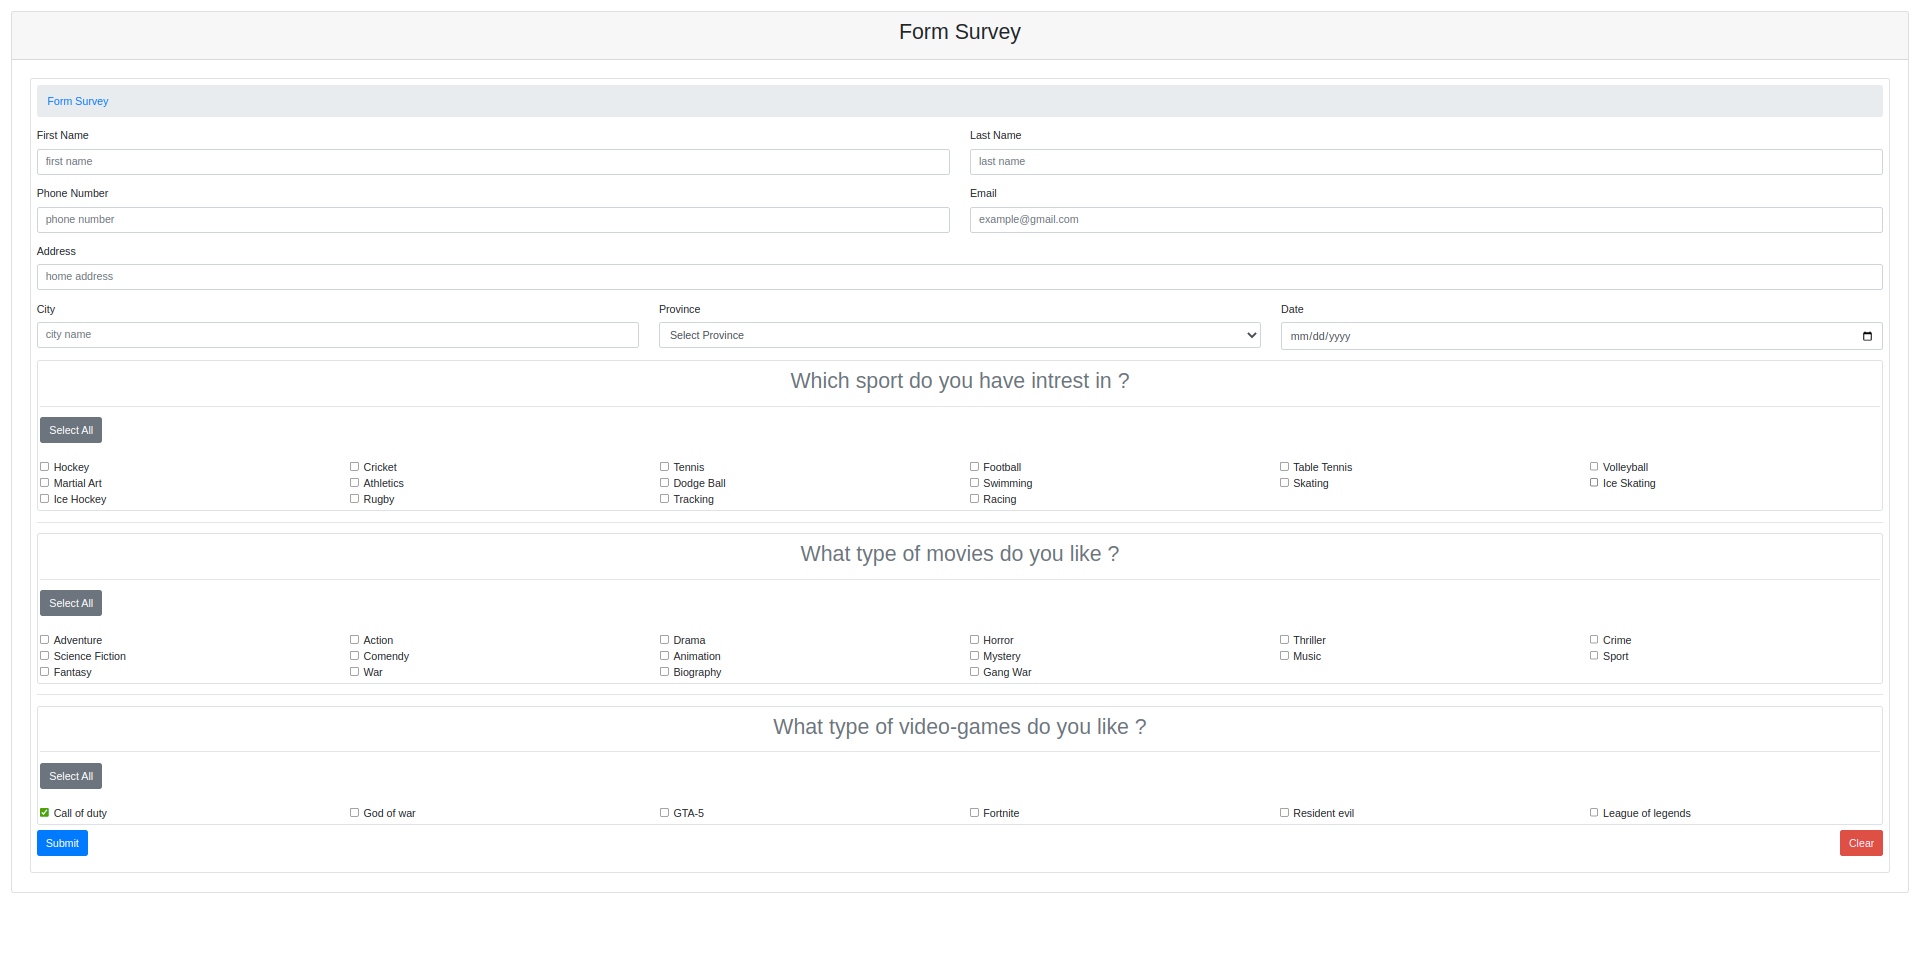 Form Survey
Form Survey
First Name Last Name
first name last name
Phone Number Email
phone number example@gmail.com
Address
home address
City Province Date
city name Select Province mm/dd/yyyy
Which sport do you have intrest in ?
Select All
Hockey Cricket Tennis Football Table Tennis Volleyball
Martial Art Athletics Dodge Ball Swimming Skating Ice Skating
Ice Hockey Rugby Tracking Racing
What type of movies do you like ?
Select All
Adventure Action Drama Horror Thriller Crime
Science Fiction Comendy Animation Mystery Music Sport
Fantasy War Biography Gang War
What type of video-games do you like ?
Select All
Call of duty God of war GTA-5 Fortnite Resident evil League of legends
Submit Clear